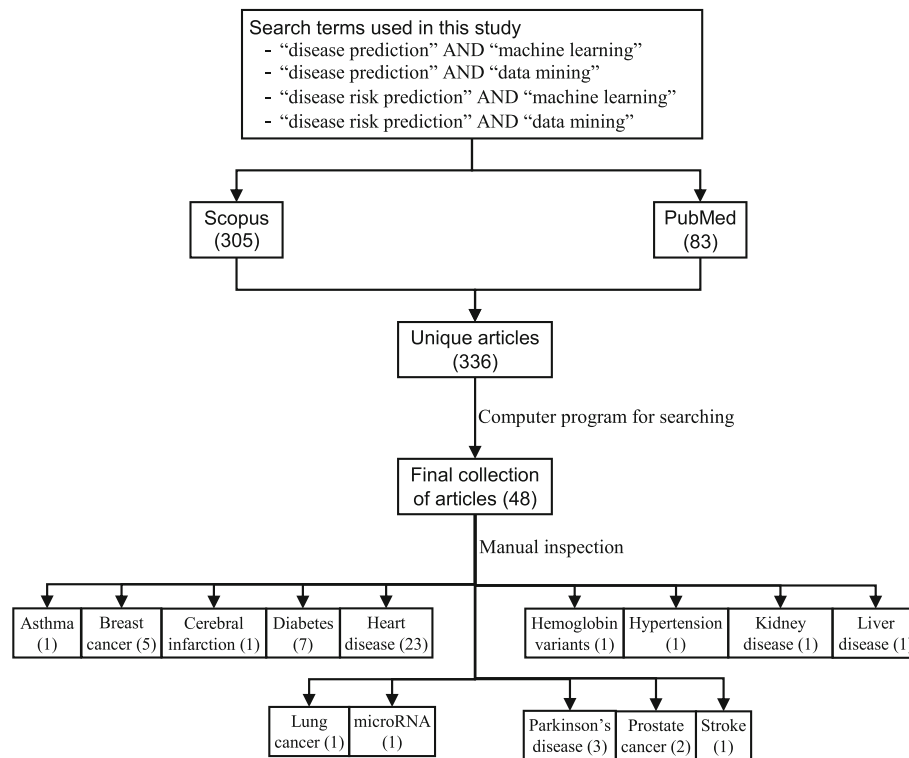 Search terms used in this study
- “disease prediction” AND “machine learning”
- “disease prediction” AND “data mining”
- “disease risk prediction” AND “machine learning”
- “disease risk prediction” AND “data mining”
Scopus
(305)
PubMed
(83)
Unique articles
(336)
Computer program for searching
Final collection
of articles (48)
Manual inspection
Asthma
(1)
Breast
cancer (5)
Cerebral
infarction (1)
Diabetes
(7)
Heart
disease (23)
Hemoglobin
variants (1)
Hypertension
(1)
Kidney
disease (1)
Liver
disease (1)
Lung
cancer (1)
microRNA
(1)
Parkinson’s
disease (3)
Prostate
cancer (2)
Stroke
(1)